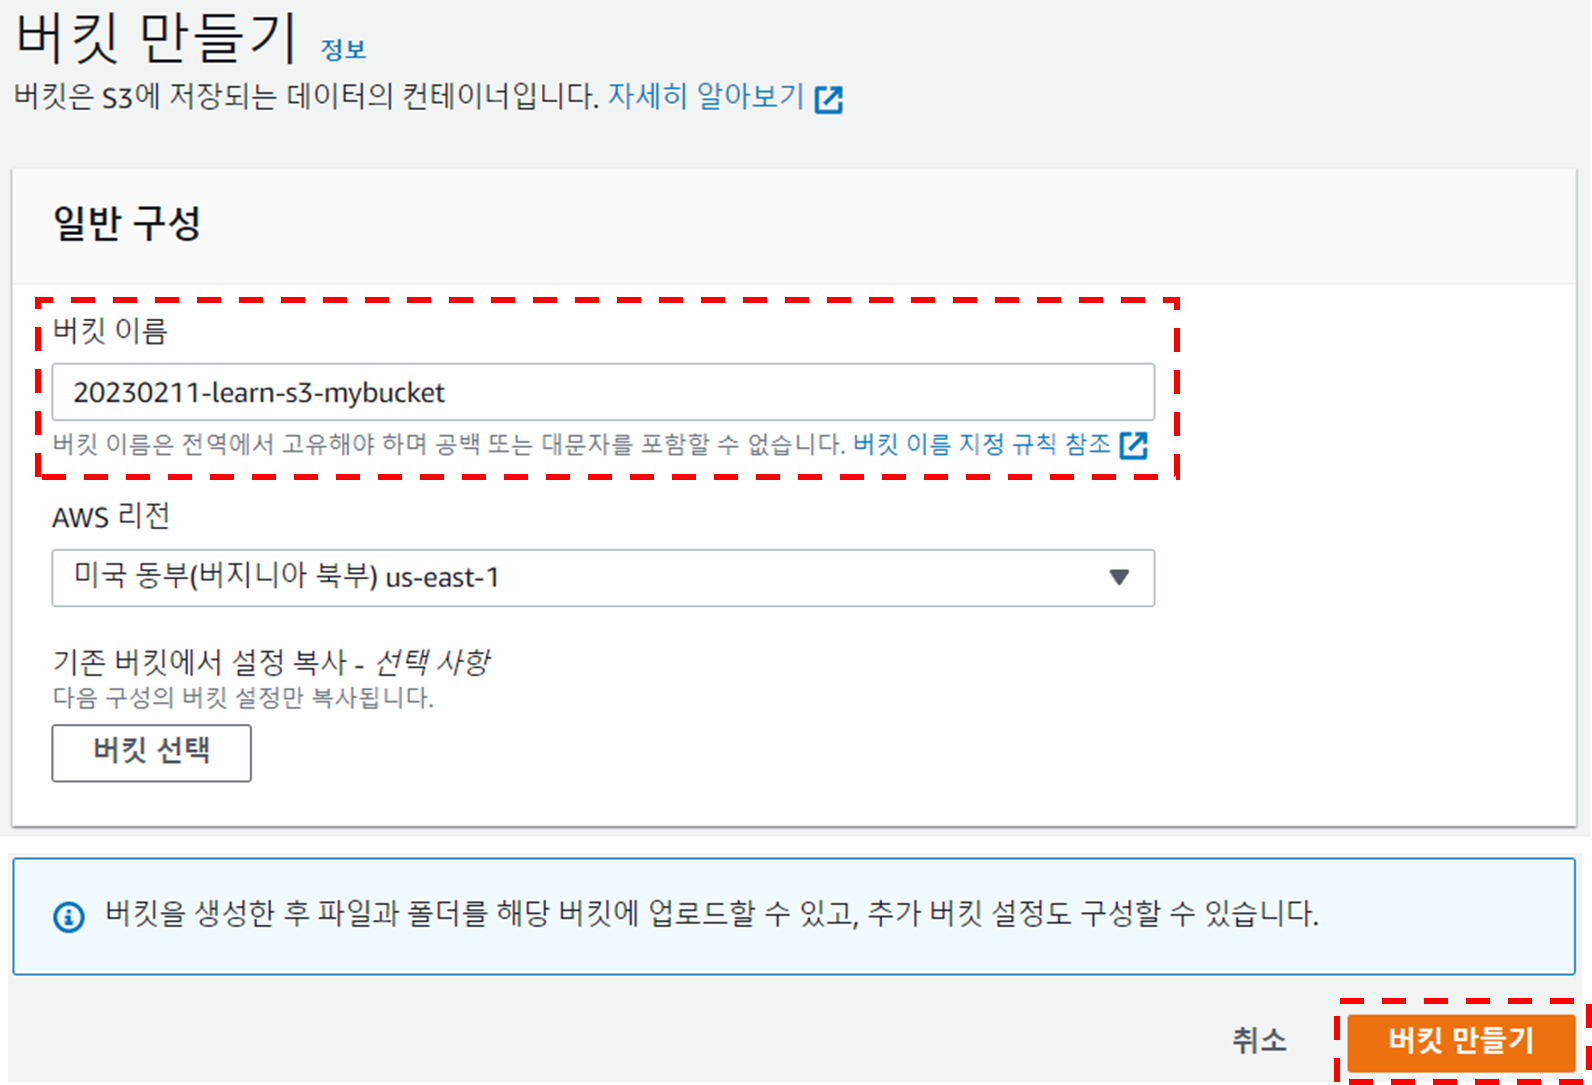 버킷 만들기 정보
버킷은 S3에 저장되는 데이터의 컨테이너입니다. 자세히 알아보기
일반 구성
버킷 이름
20230211-learn-s3-mybucket
버킷 이름은 전역에서 고유해야 하며 공백 또는 대문자를 포함할 수 없습니다. 버킷 이름 지정 규칙 참조
AWS 리전
미국 동부(버지니아 북부) us-east-1
기존 버킷에서 설정 복사 - 선택 사항
다음 구성의 버킷 설정만 복사됩니다.
버킷 선택
버킷을 생성한 후 파일과 폴더를 해당 버킷에 업로드할 수 있고, 추가 버킷 설정도 구성할 수 있습니다.
취소 버킷 만들기